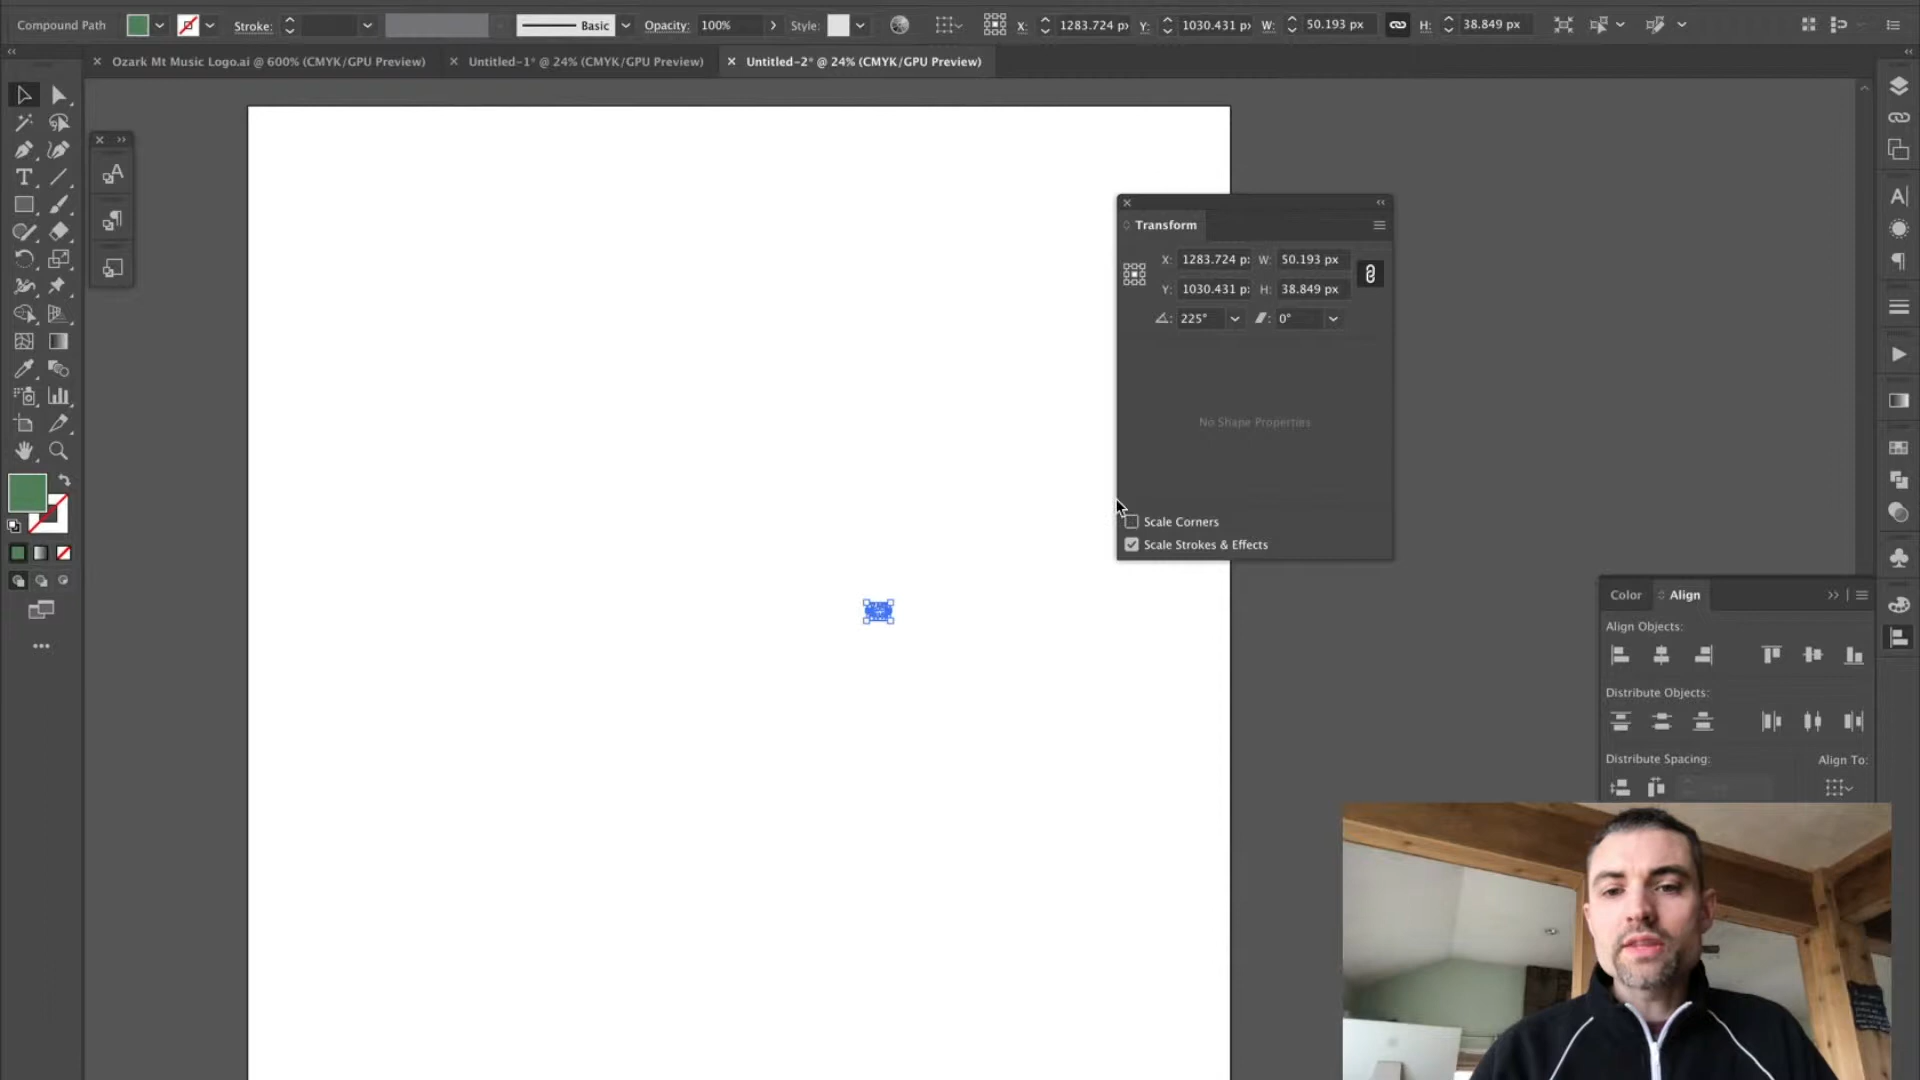 Compound Path Stroke: Basic Opacity: 100% Style: X: 1283.724 p Y: 1030.431 p W: 50.193 px H: 38.849 px
Ozark Mt Music Logo.ai @ 600% (CMYK/GPU Preview) Untitled-1* @ 24% (CMYK/GPU Preview) Untitled-2* @ 24% (CMYK/GPU Preview)
Transform
X: 1283.724 p W: 50.193 px
Y: 1030.431 p H: 38.849 px
225° 0°
No Shape Properties
Scale Corners
Scale Strokes & Effects
Color Align
Align Objects:
Distribute Objects:
Distribute Spacing: Align To: